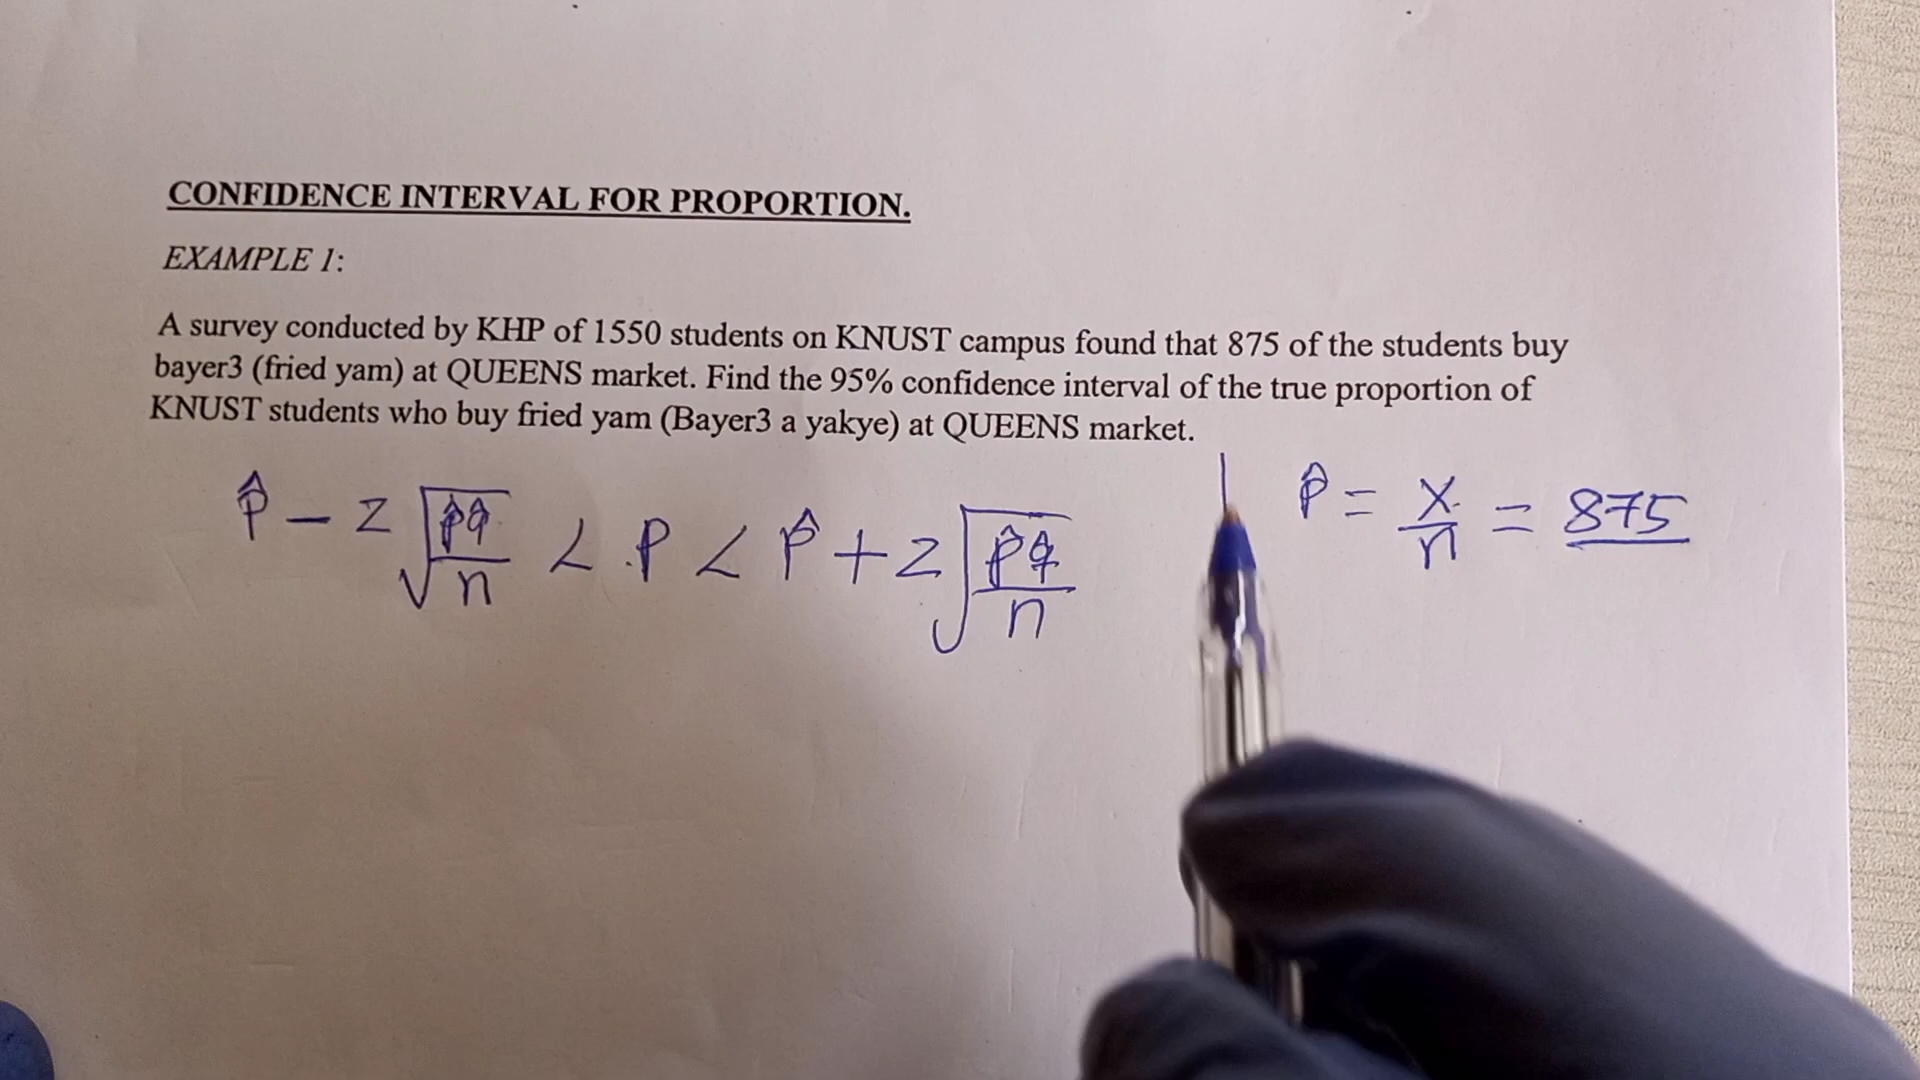 CONFIDENCE INTERVAL FOR PROPORTION.
EXAMPLE 1:
A survey conducted by KHP of 1550 students on KNUST campus found that 875 of the students buy
bayer3 (fried yam) at QUEENS market. Find the 95% confidence interval of the true proportion of
KNUST students who buy fried yam (Bayer3 a yakye) at QUEENS market.
p̂ - z √(p̂q̂/n) < p < p̂ + z √(p̂q̂/n)
p̂ = x/n = 875